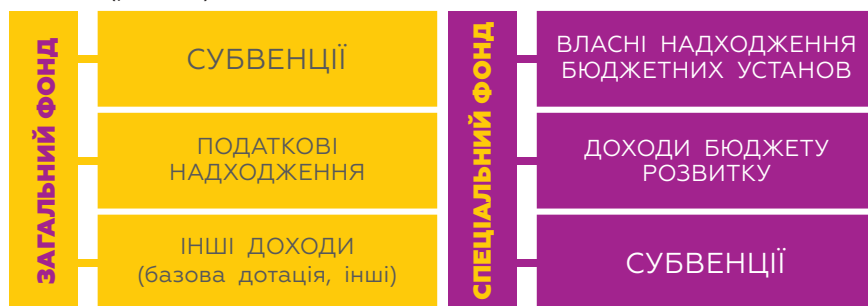 ЗАГАЛЬНИЙ ФОНД
СУБВЕНЦІЇ
ПОДАТКОВІ
НАДХОДЖЕННЯ
ІНШІ ДОХОДИ
(базова дотація, інші)
СПЕЦІАЛЬНИЙ ФОНД
ВЛАСНІ НАДХОДЖЕННЯ
БЮДЖЕТНИХ УСТАНОВ
ДОХОДИ БЮДЖЕТУ
РОЗВИТКУ
СУБВЕНЦІЇ